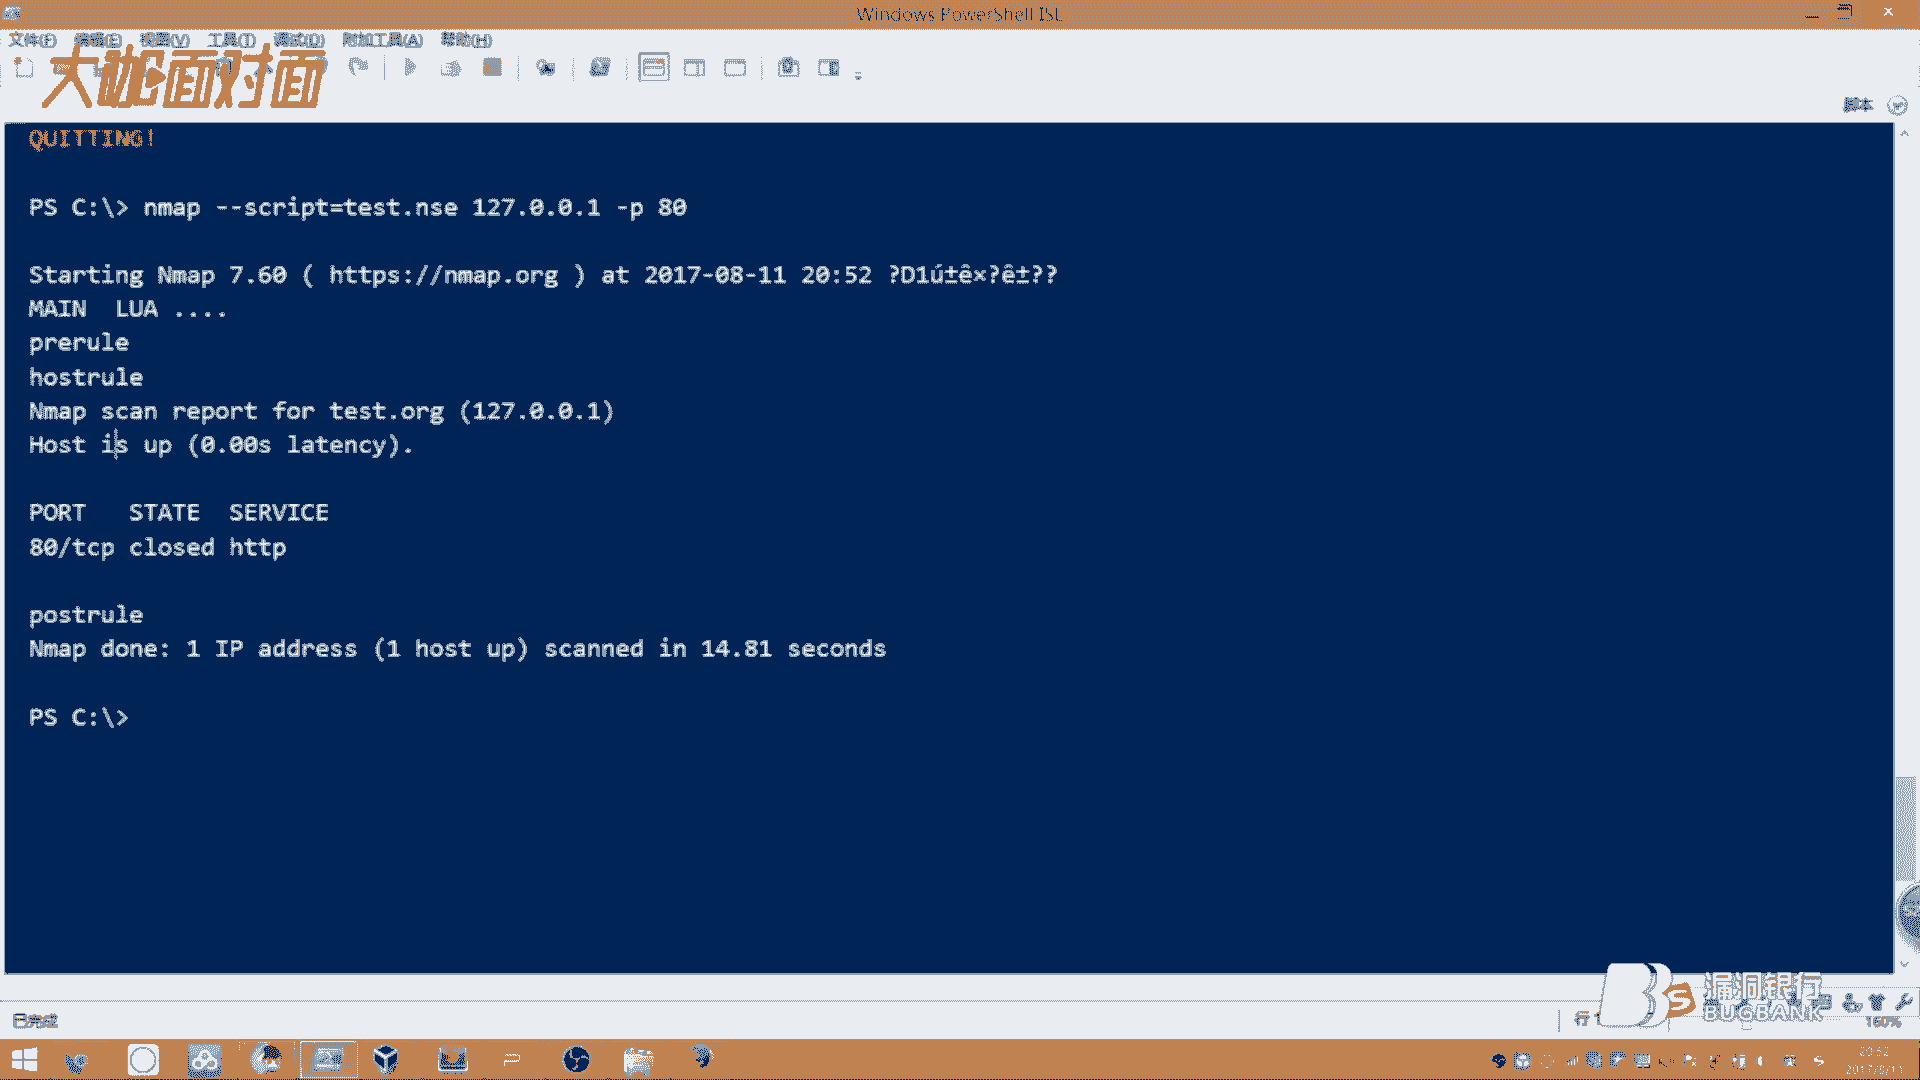 Windows PowerShell ISE
文件(F) 编辑(E) 视图(V) 工具(T) 调试(D) 附加工具(A) 帮助(H)
大咖面对面
脚本
QUITTING!
PS C:\> nmap --script=test.nse 127.0.0.1 -p 80
Starting Nmap 7.60 ( https://nmap.org ) at 2017-08-11 20:52 ?D1ú±ê×?ê±??
MAIN  LUA ....
prerule
hostrule
Nmap scan report for test.org (127.0.0.1)
Host is up (0.00s latency).
PORT   STATE  SERVICE
80/tcp closed http
postrule
Nmap done: 1 IP address (1 host up) scanned in 14.81 seconds
PS C:\>
漏洞银行
BUGBANK
已完成
行 1
160%
20:52
2017/8/11